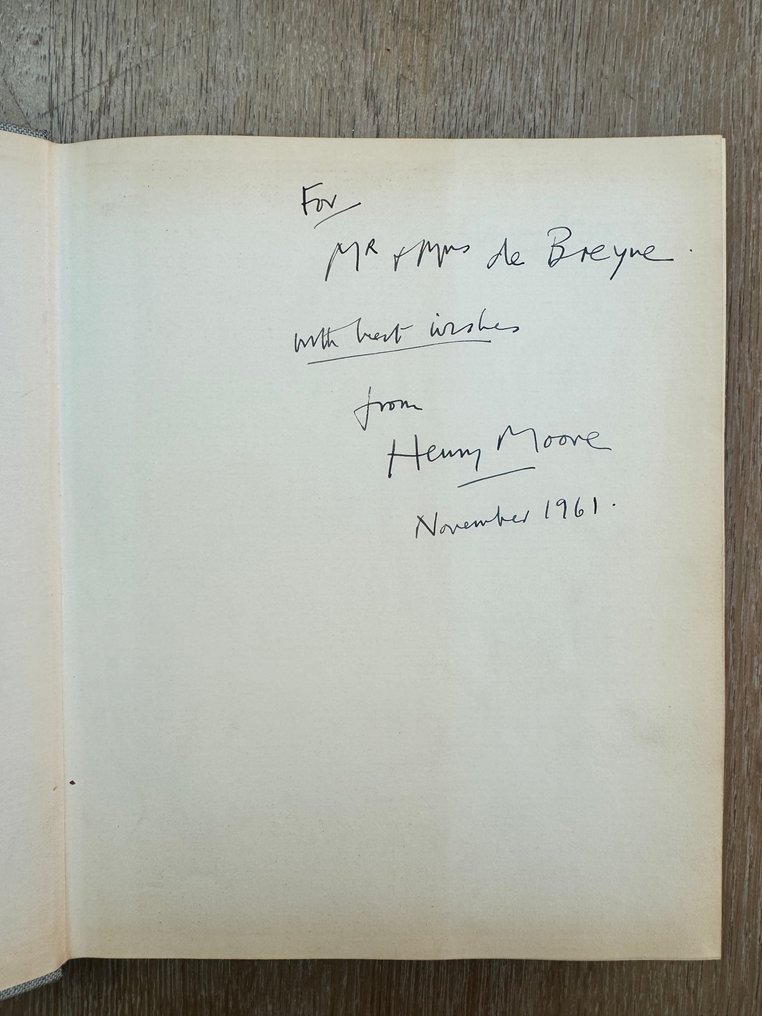 For
Mr + Mrs de Breyne.
with best wishes
from
Henry Moore
November 1961.